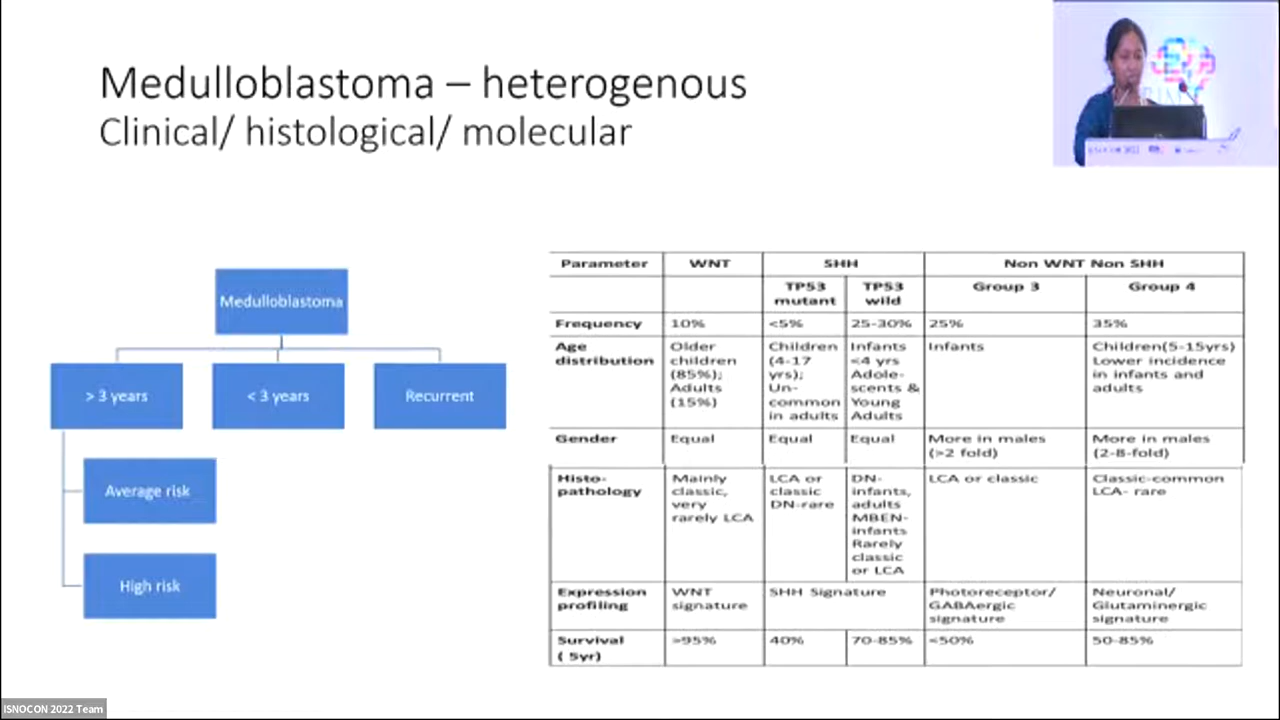 Medulloblastoma – heterogenous
Clinical/ histological/ molecular
Medulloblastoma
> 3 years
< 3 years
Recurrent
Average risk
High risk
Parameter WNT SHH Non WNT Non SHH
TP53 mutant TP53 wild Group 3 Group 4
Frequency 10% <5% 25-30% 25% 35%
Age distribution
Older children (85%); Adults (15%)
Children (4-17 yrs); Un-common in adults
Infants <4 yrs Adole-scents & Young Adults
Infants
Children(5-15yrs) Lower incidence in infants and adults
Gender Equal Equal Equal More in males (>2 fold) More in males (2-8-fold)
Histo-pathology
Mainly classic, very rarely LCA
LCA or classic DN-rare
DN-infants, adults MBEN-infants Rarely classic or LCA
LCA or classic
Classic-common LCA- rare
Expression profiling
WNT signature
SHH Signature
Photoreceptor/ GABAergic signature
Neuronal/ Glutaminergic signature
Survival ( 5yr) >95% 40% 70-85% <50% 50-85%
ISNOCON 2022 Team